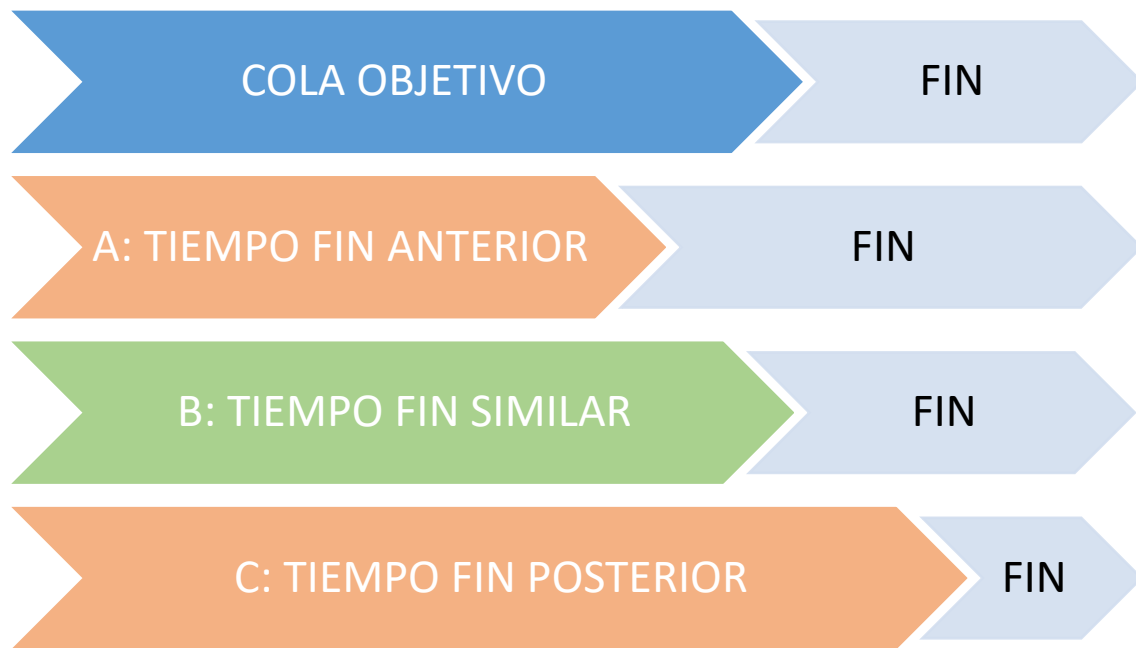 COLA OBJETIVO
FIN
A: TIEMPO FIN ANTERIOR
FIN
B: TIEMPO FIN SIMILAR
FIN
C: TIEMPO FIN POSTERIOR
FIN